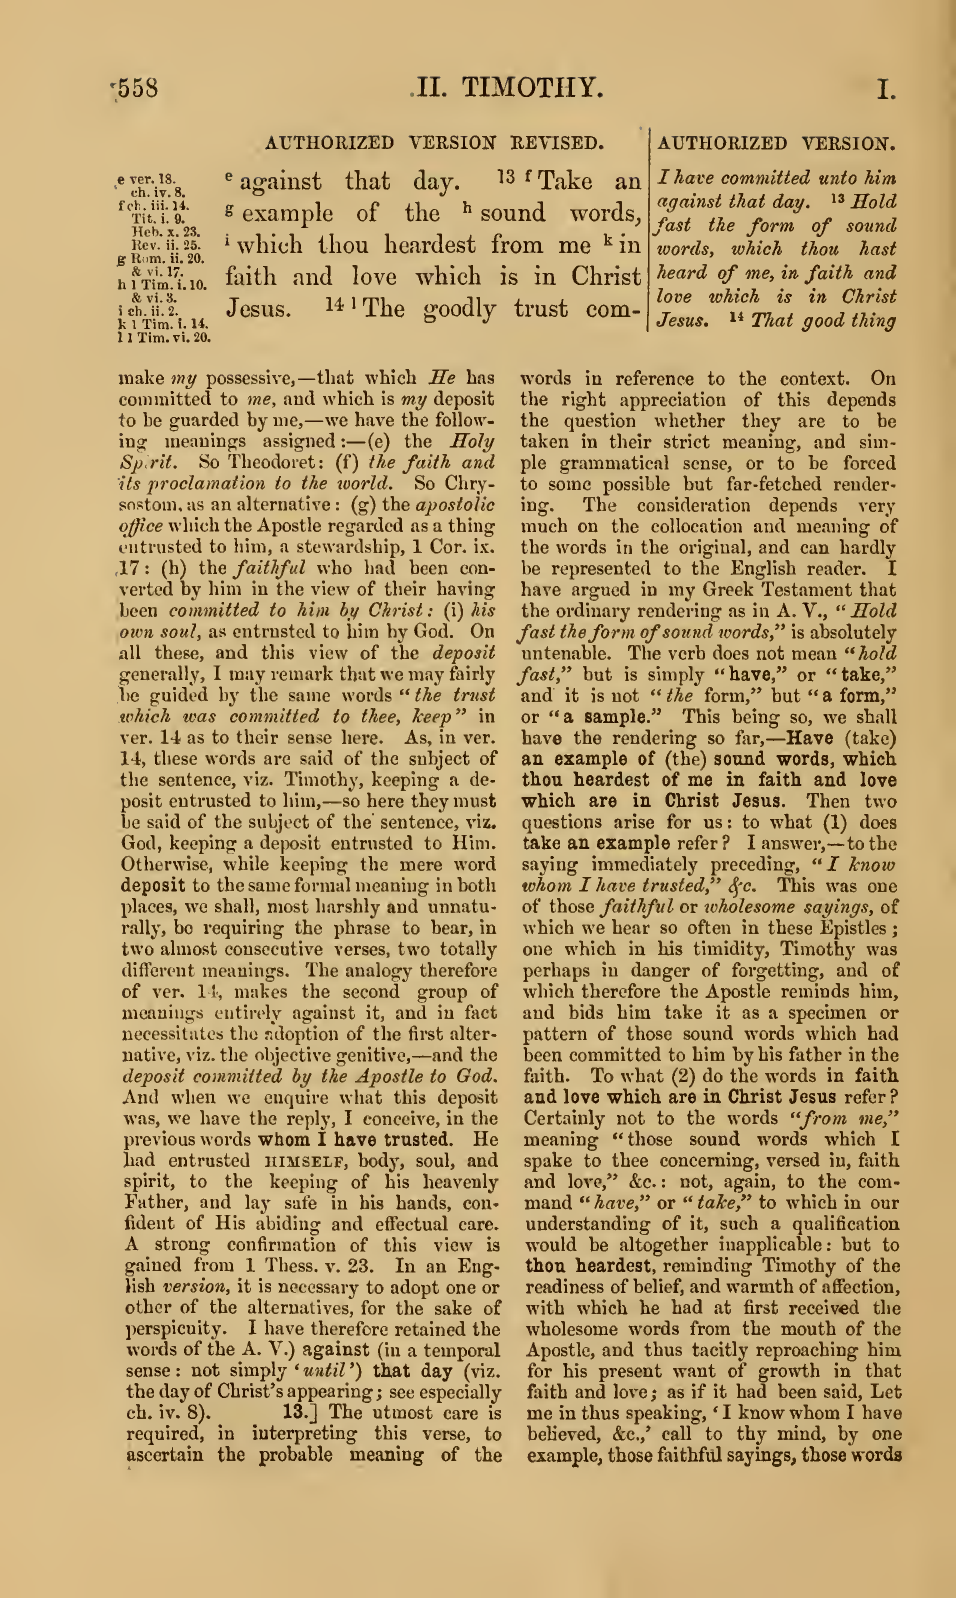 558
II. TIMOTHY.
I.
AUTHORIZED VERSION REVISED.
e ver. 18.
ch. iv. 8.
f ch. iii. 14.
Tit. i. 9.
Heb. x. 23.
Rev. ii. 25.
g Rom. ii. 20.
& vi. 17.
h 1 Tim. i. 10.
& vi. 3.
i ch. ii. 2.
k 1 Tim. i. 14.
l 1 Tim. vi. 20.
e against that day. 13 f Take an
g example of the h sound words,
i which thou heardest from me k in
faith and love which is in Christ
Jesus. 14 l The goodly trust com-
AUTHORIZED VERSION.
I have committed unto him
against that day. 13 Hold
fast the form of sound
words, which thou hast
heard of me, in faith and
love which is in Christ
Jesus. 14 That good thing
make my possessive,—that which He has
committed to me, and which is my deposit
to be guarded by me,—we have the follow-
ing meanings assigned:—(e) the Holy
Spirit. So Theodoret: (f) the faith and
its proclamation to the world. So Chry-
sostom, as an alternative: (g) the apostolic
office which the Apostle regarded as a thing
entrusted to him, a stewardship, 1 Cor. ix.
17: (h) the faithful who had been con-
verted by him in the view of their having
been committed to him by Christ: (i) his
own soul, as entrusted to him by God. On
all these, and this view of the deposit
generally, I may remark that we may fairly
be guided by the same words "the trust
which was committed to thee, keep" in
ver. 14 as to their sense here. As, in ver.
14, these words are said of the subject of
the sentence, viz. Timothy, keeping a de-
posit entrusted to him,—so here they must
be said of the subject of the sentence, viz.
God, keeping a deposit entrusted to Him.
Otherwise, while keeping the mere word
deposit to the same formal meaning in both
places, we shall, most harshly and unnatu-
rally, be requiring the phrase to bear, in
two almost consecutive verses, two totally
different meanings. The analogy therefore
of ver. 14, makes the second group of
meanings entirely against it, and in fact
necessitates the adoption of the first alter-
native, viz. the objective genitive,—and the
deposit committed by the Apostle to God.
And when we enquire what this deposit
was, we have the reply, I conceive, in the
previous words whom I have trusted. He
had entrusted HIMSELF, body, soul, and
spirit, to the keeping of his heavenly
Father, and lay safe in his hands, con-
fident of His abiding and effectual care.
A strong confirmation of this view is
gained from 1 Thess. v. 23. In an Eng-
lish version, it is necessary to adopt one or
other of the alternatives, for the sake of
perspicuity. I have therefore retained the
words of the A. V.) against (in a temporal
sense: not simply 'until') that day (viz.
the day of Christ's appearing; see especially
ch. iv. 8). 13.] The utmost care is
required, in interpreting this verse, to
ascertain the probable meaning of the
words in reference to the context. On
the right appreciation of this depends
the question whether they are to be
taken in their strict meaning, and sim-
ple grammatical sense, or to be forced
to some possible but far-fetched render-
ing. The consideration depends very
much on the collocation and meaning of
the words in the original, and can hardly
be represented to the English reader. I
have argued in my Greek Testament that
the ordinary rendering as in A. V., "Hold
fast the form of sound words," is absolutely
untenable. The verb does not mean "hold
fast," but is simply "have," or "take,"
and it is not "the form," but "a form,"
or "a sample." This being so, we shall
have the rendering so far,—Have (take)
an example of (the) sound words, which
thou heardest of me in faith and love
which are in Christ Jesus. Then two
questions arise for us: to what (1) does
take an example refer? I answer,—to the
saying immediately preceding, "I know
whom I have trusted," &c. This was one
of those faithful or wholesome sayings, of
which we hear so often in these Epistles;
one which in his timidity, Timothy was
perhaps in danger of forgetting, and of
which therefore the Apostle reminds him,
and bids him take it as a specimen or
pattern of those sound words which had
been committed to him by his father in the
faith. To what (2) do the words in faith
and love which are in Christ Jesus refer?
Certainly not to the words "from me,"
meaning "those sound words which I
spake to thee concerning, versed in, faith
and love," &c.: not, again, to the com-
mand "have," or "take," to which in our
understanding of it, such a qualification
would be altogether inapplicable: but to
thou heardest, reminding Timothy of the
readiness of belief, and warmth of affection,
with which he had at first received the
wholesome words from the mouth of the
Apostle, and thus tacitly reproaching him
for his present want of growth in that
faith and love; as if it had been said, Let
me in thus speaking, 'I know whom I have
believed, &c.,' call to thy mind, by one
example, those faithful sayings, those words